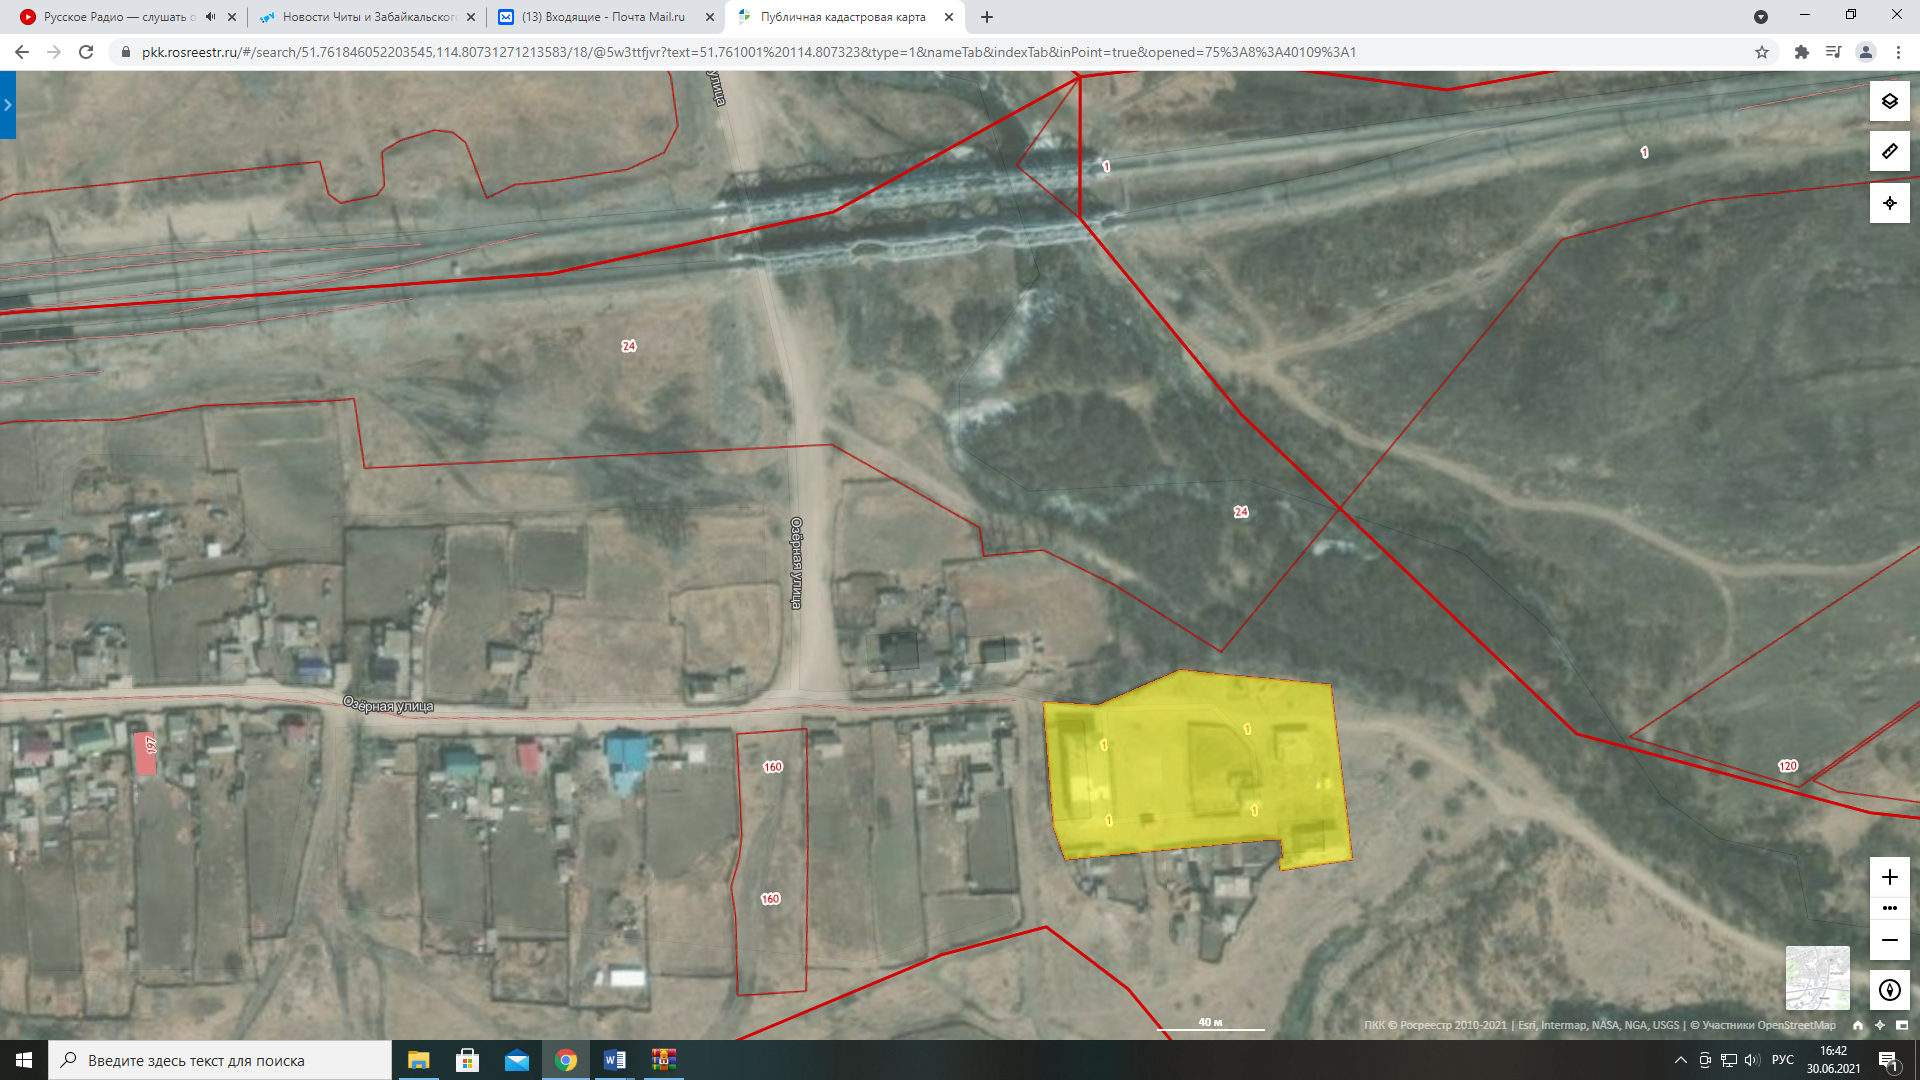 Русское Радио — слушать о
Новости Читы и Забайкальског
(13) Входящие - Почта Mail.ru
Публичная кадастровая карта
pkk.rosreestr.ru/#/search/51.761846052203545,114.80731271213583/18/@5w3ttfjvr?text=51.761001%20114.807323&type=1&nameTab&indexTab&inPoint=true&opened=75%3A8%3A40109%3A1
улица
1
1
24
24
Озёрная улица
Озёрная улица
167
160
1
1
120
1
1
160
40 м
ПКК © Росреестр 2010-2021 | Esri, Intermap, NASA, NGA, USGS | © Участники OpenStreetMap
Введите здесь текст для поиска
РУС
16:42
30.06.2021
1